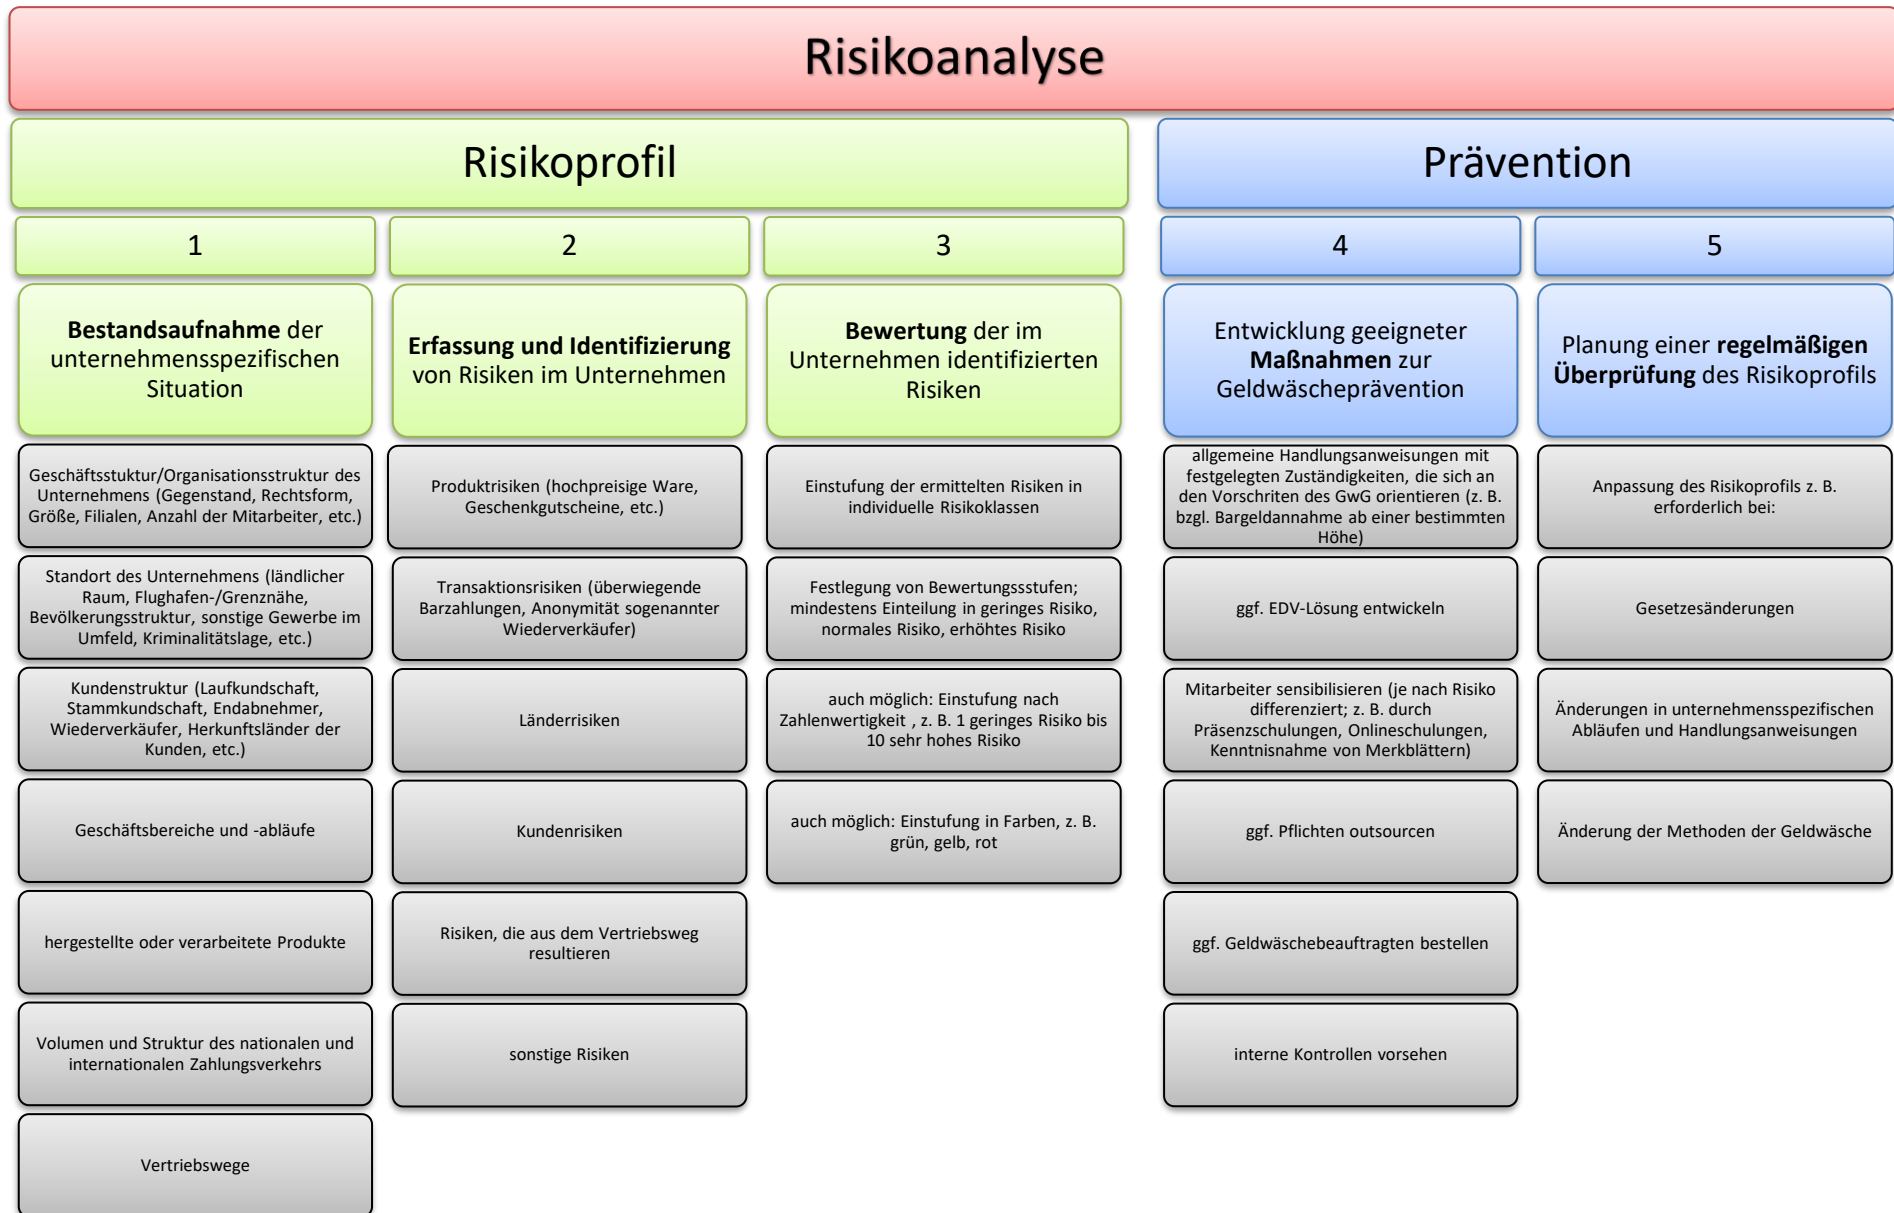 Risikoanalyse
Risikoprofil
Prävention
1
2
3
4
5
Bestandsaufnahme der
unternehmensspezifischen
Situation
Erfassung und Identifizierung
von Risiken im Unternehmen
Bewertung der im
Unternehmen identifizierten
Risiken
Entwicklung geeigneter
Maßnahmen zur
Geldwäscheprävention
Planung einer regelmäßigen
Überprüfung des Risikoprofils
Geschäftsstuktur/Organisationsstruktur des
Unternehmens (Gegenstand, Rechtsform,
Größe, Filialen, Anzahl der Mitarbeiter, etc.)
Standort des Unternehmens (ländlicher
Raum, Flughafen-/Grenznähe,
Bevölkerungsstruktur, sonstige Gewerbe im
Umfeld, Kriminalitätslage, etc.)
Kundenstruktur (Laufkundschaft,
Stammkundschaft, Endabnehmer,
Wiederverkäufer, Herkunftsländer der
Kunden, etc.)
Geschäftsbereiche und -abläufe
hergestellte oder verarbeitete Produkte
Volumen und Struktur des nationalen und
internationalen Zahlungsverkehrs
Vertriebswege
Produktrisiken (hochpreisige Ware,
Geschenkgutscheine, etc.)
Transaktionsrisiken (überwiegende
Barzahlungen, Anonymität sogenannter
Wiederverkäufer)
Länderrisiken
Kundenrisiken
Risiken, die aus dem Vertriebsweg
resultieren
sonstige Risiken
Einstufung der ermittelten Risiken in
individuelle Risikoklassen
Festlegung von Bewertungssstufen;
mindestens Einteilung in geringes Risiko,
normales Risiko, erhöhtes Risiko
auch möglich: Einstufung nach
Zahlenwertigkeit , z. B. 1 geringes Risiko bis
10 sehr hohes Risiko
auch möglich: Einstufung in Farben, z. B.
grün, gelb, rot
allgemeine Handlungsanweisungen mit
festgelegten Zuständigkeiten, die sich an
den Vorschriten des GwG orientieren (z. B.
bzgl. Bargeldannahme ab einer bestimmten
Höhe)
ggf. EDV-Lösung entwickeln
Mitarbeiter sensibilisieren (je nach Risiko
differenziert; z. B. durch
Präsenzschulungen, Onlineschulungen,
Kenntnisnahme von Merkblättern)
ggf. Pflichten outsourcen
ggf. Geldwäschebeauftragten bestellen
interne Kontrollen vorsehen
Anpassung des Risikoprofils z. B.
erforderlich bei:
Gesetzesänderungen
Änderungen in unternehmensspezifischen
Abläufen und Handlungsanweisungen
Änderung der Methoden der Geldwäsche